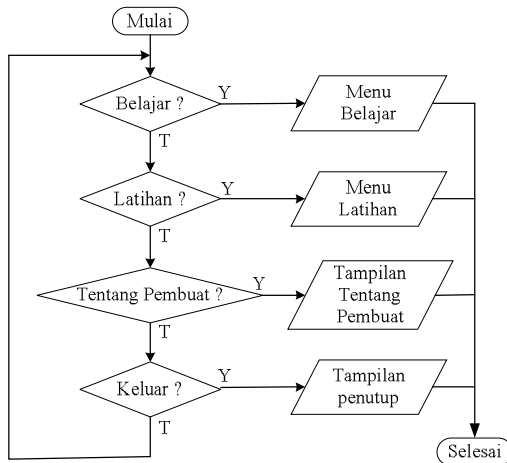 Mulai
Belajar ?
Y
Menu
Belajar
T
Latihan ?
Y
Menu
Latihan
T
Tentang Pembuat ?
Y
Tampilan
Tentang
Pembuat
T
Keluar ?
Y
Tampilan
penutup
T
Selesai